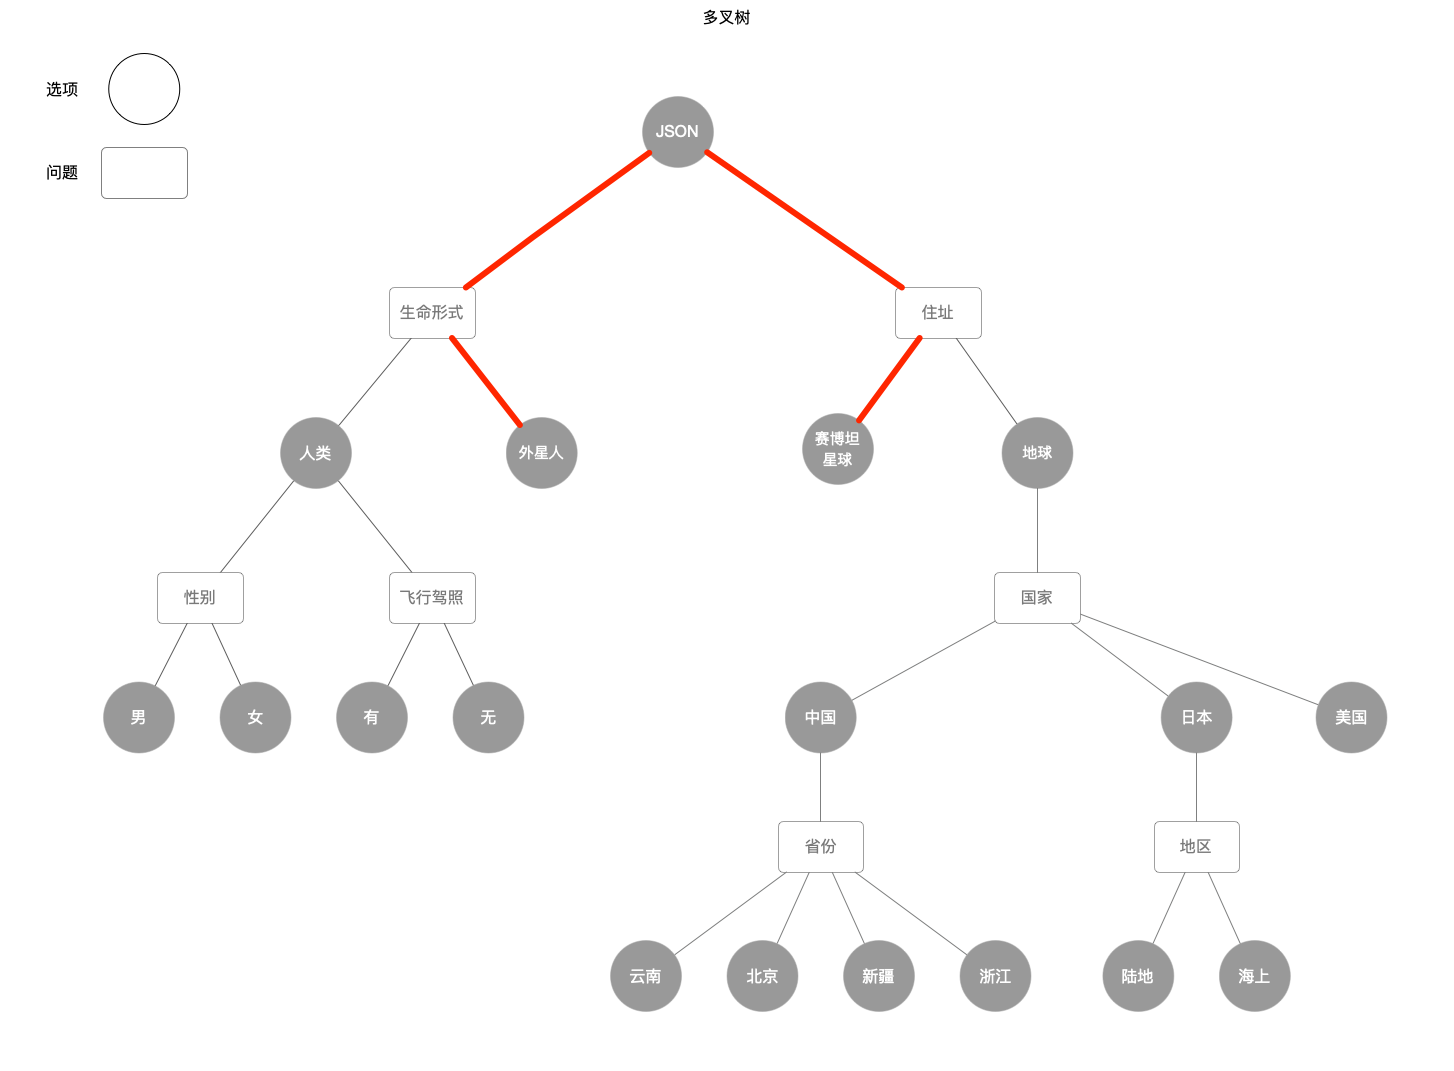 多叉树
选项
问题
JSON
生命形式
住址
人类
外星人
赛博坦
星球
地球
性别
飞行驾照
国家
男
女
有
无
中国
日本
美国
省份
地区
云南
北京
新疆
浙江
陆地
海上